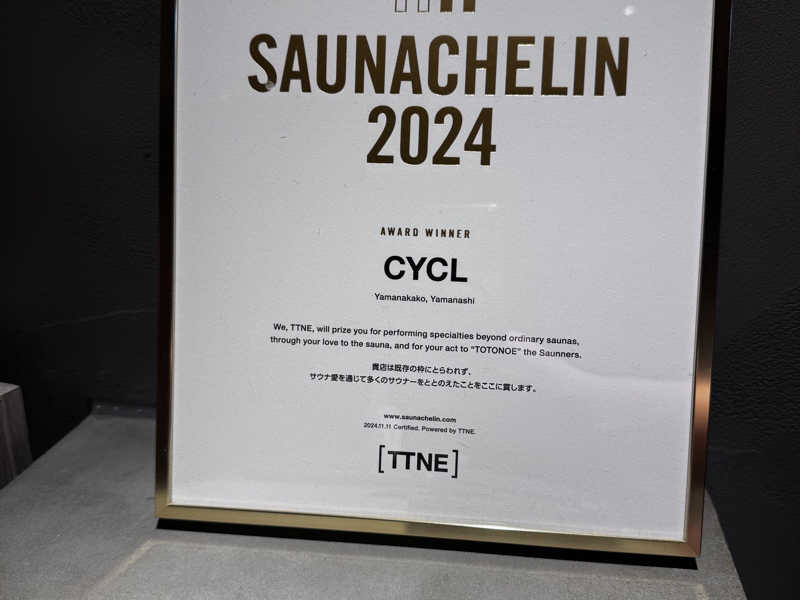 SAUNACHELIN
2024
AWARD WINNER
CYCL
Yamanakako, Yamanashi
We, TTNE, will prize you for performing specialties beyond ordinary saunas,
through your love to the sauna, and for your act to “TOTONOE” the Saunners.
貴店は既存の枠にとらわれず、
サウナ愛を通じて多くのサウナーをととのえたことをここに賞します。
www.saunachelin.com
2024.11.11 Certified. Powered by TTNE.
[TTNE]